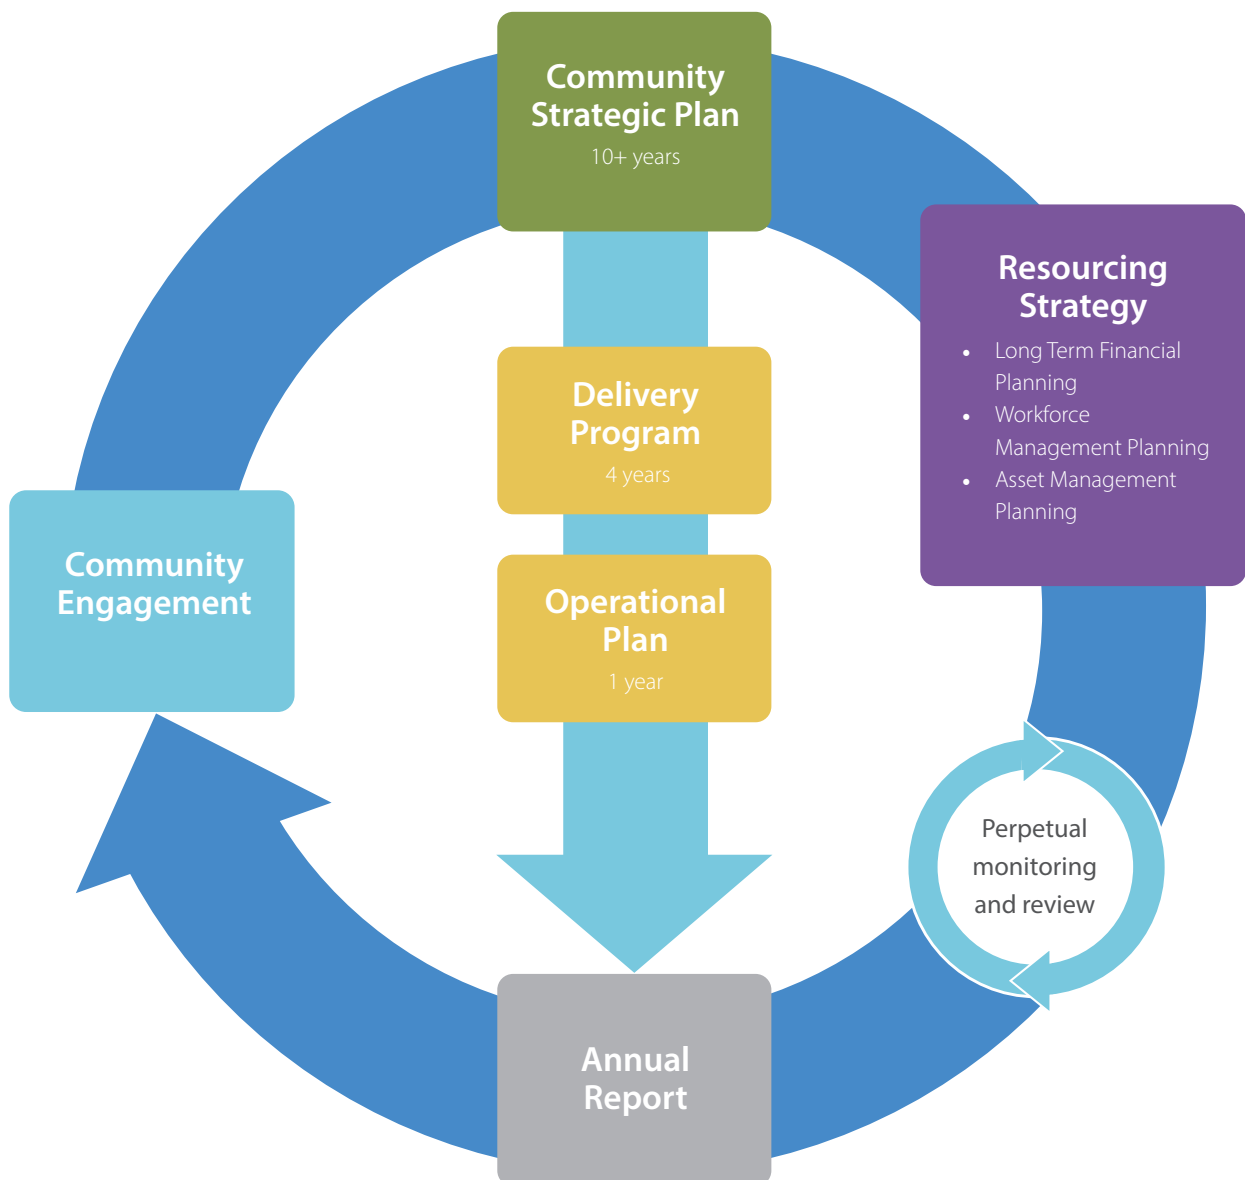 Community
Strategic Plan
10+ years
Resourcing
Strategy
• Long Term Financial
Planning
• Workforce
Management Planning
• Asset Management
Planning
Delivery
Program
4 years
Community
Engagement
Operational
Plan
1 year
Perpetual
monitoring
and review
Annual
Report